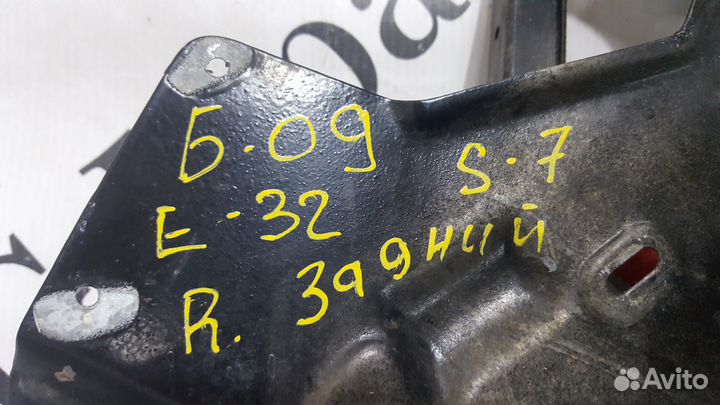 Б-09
S-7
E-32
R. задний
Avito